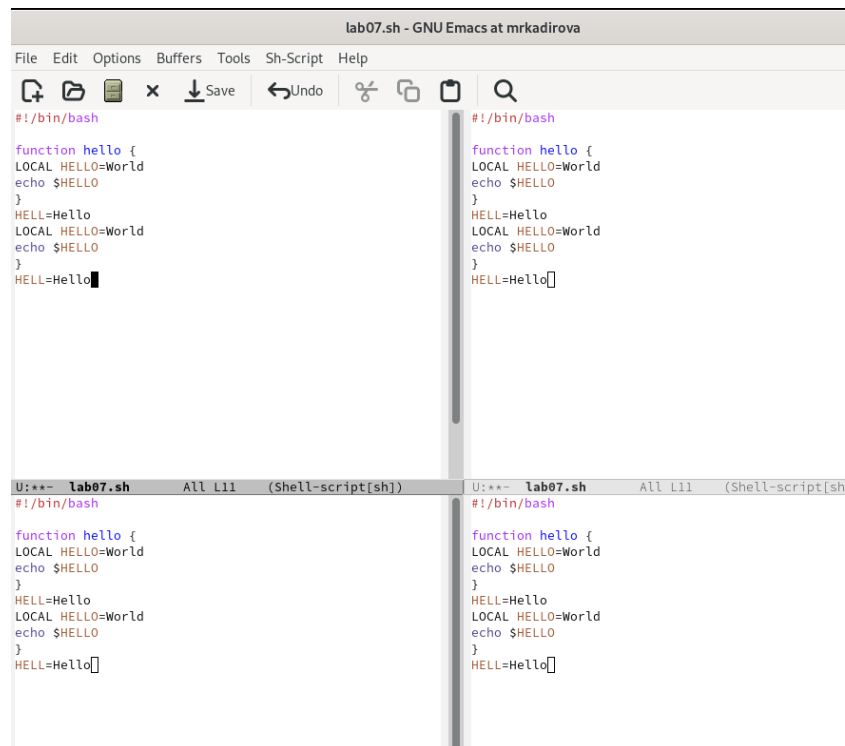 lab07.sh - GNU Emacs at mrkadirova
File Edit Options Buffers Tools Sh-Script Help
Save Undo
#!/bin/bash
function hello {
LOCAL HELLO=World
echo $HELLO
}
HELL=Hello
LOCAL HELLO=World
echo $HELLO
}
HELL=Hello
U:**- lab07.sh All L11 (Shell-script[sh])
#!/bin/bash
function hello {
LOCAL HELLO=World
echo $HELLO
}
HELL=Hello
LOCAL HELLO=World
echo $HELLO
}
HELL=Hello
U:**- lab07.sh All L11 (Shell-script[sh
#!/bin/bash
function hello {
LOCAL HELLO=World
echo $HELLO
}
HELL=Hello
LOCAL HELLO=World
echo $HELLO
}
HELL=Hello
#!/bin/bash
function hello {
LOCAL HELLO=World
echo $HELLO
}
HELL=Hello
LOCAL HELLO=World
echo $HELLO
}
HELL=Hello